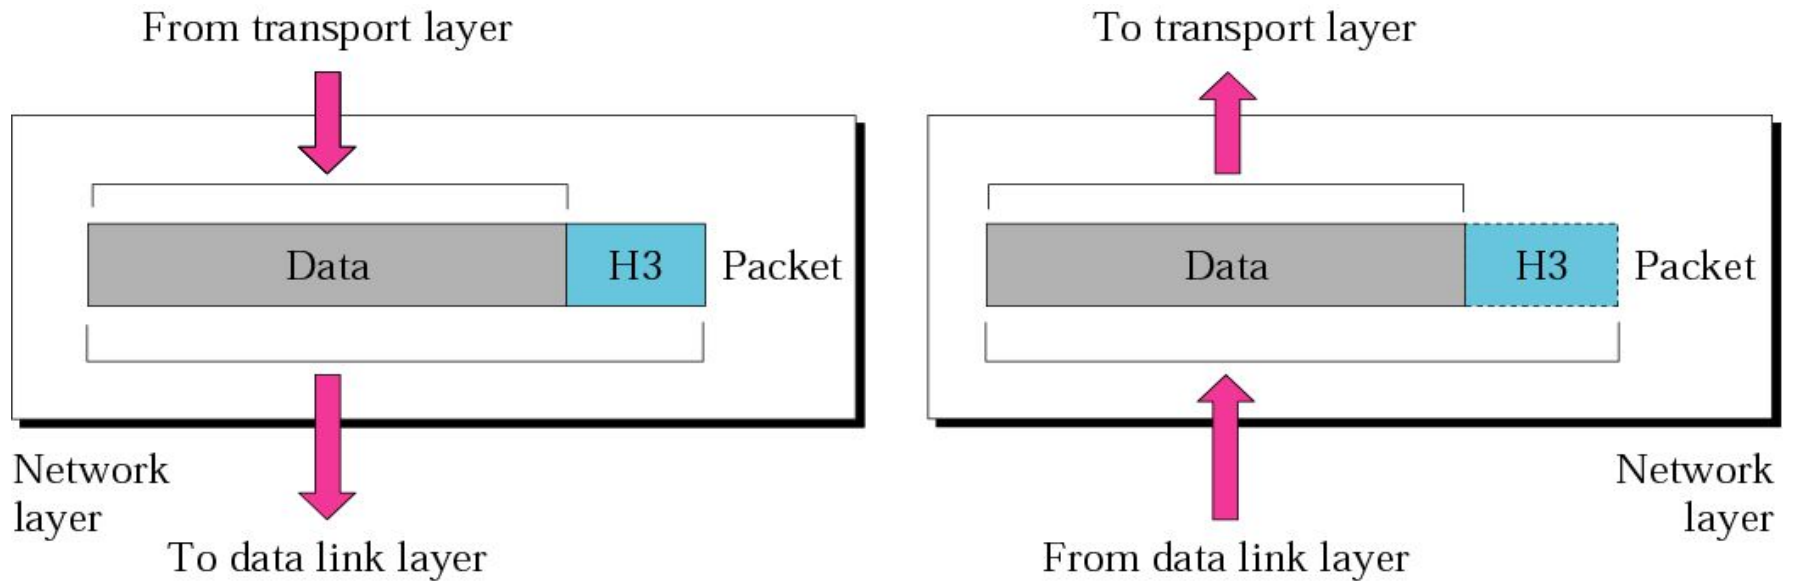 From transport layer
Data
H3
Packet
Network
layer
To data link layer
To transport layer
Data
H3
Packet
Network
layer
From data link layer